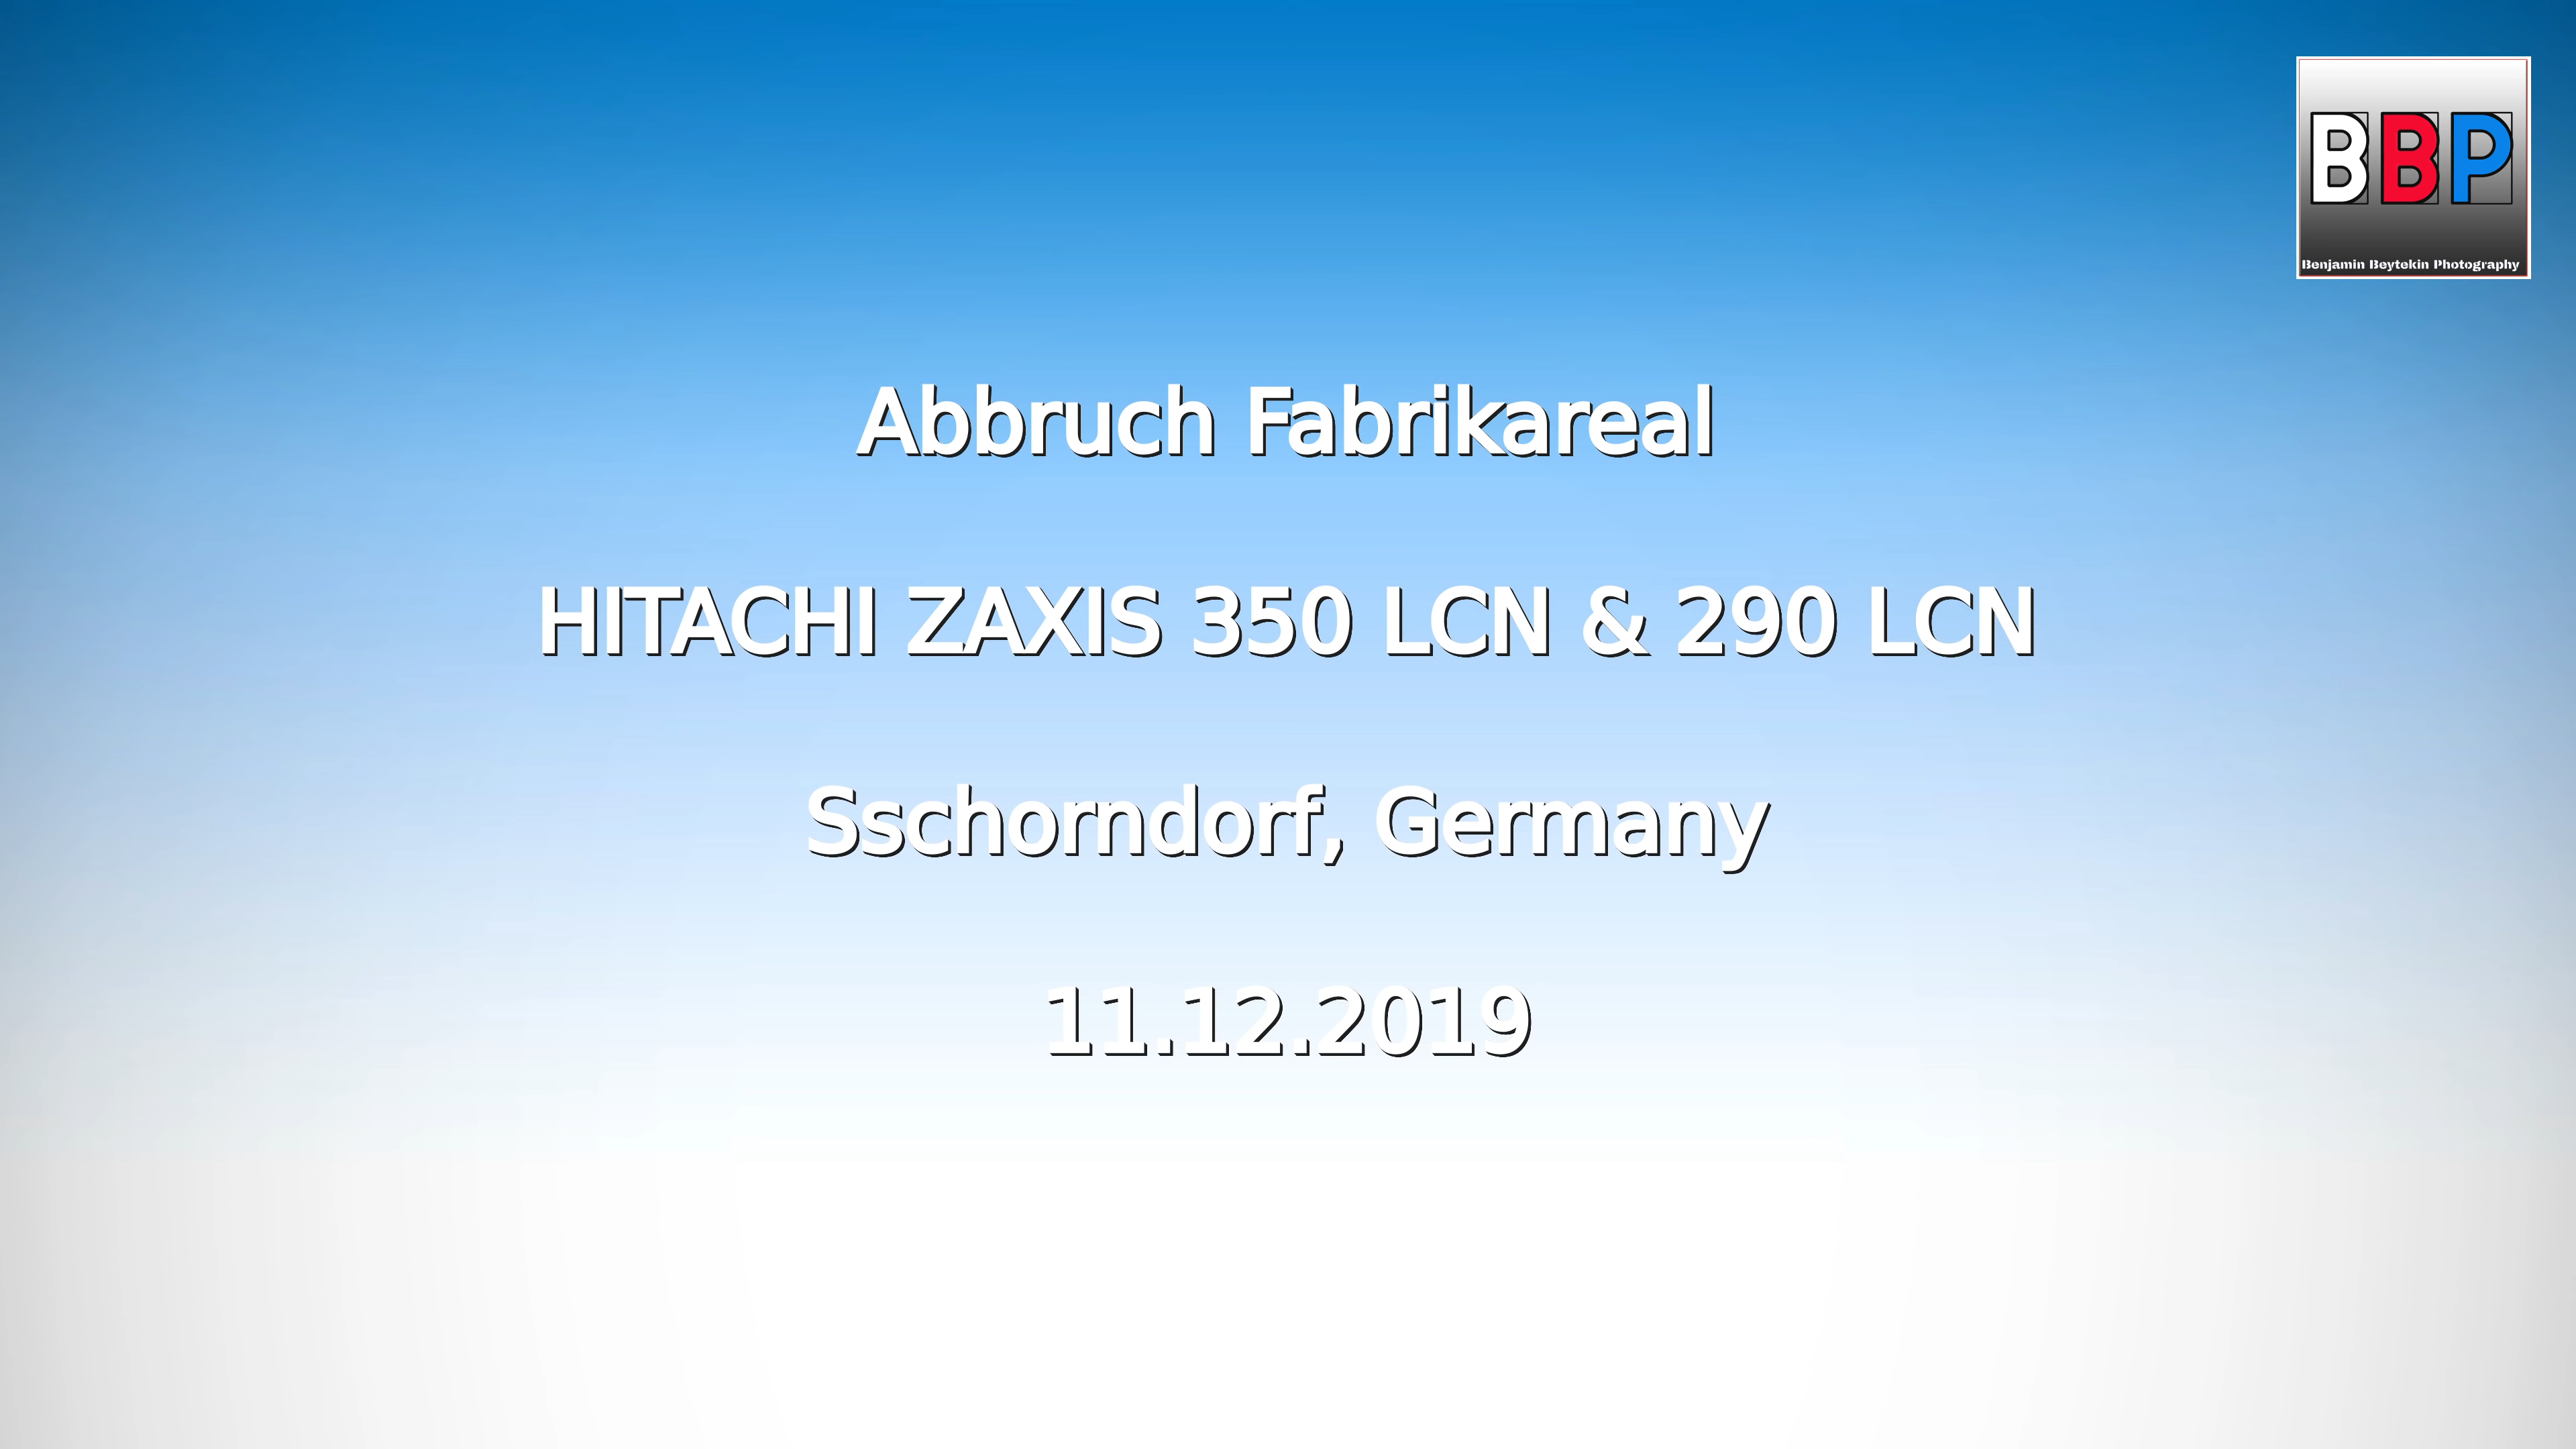 BBP
Benjamin Beytekin Photography
Abbruch Fabrikareal
HITACHI ZAXIS 350 LCN & 290 LCN
Sschorndorf, Germany
11.12.2019